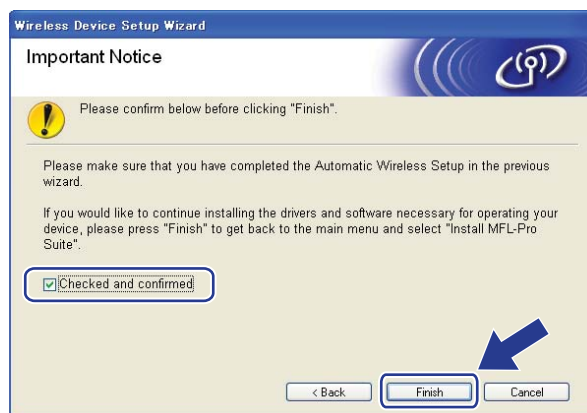 Wireless Device Setup Wizard
Important Notice
Please confirm below before clicking "Finish".
Please make sure that you have completed the Automatic Wireless Setup in the previous
wizard.
If you would like to continue installing the drivers and software necessary for operating your
device, please press "Finish" to get back to the main menu and select "Install MFL-Pro
Suite".
Checked and confirmed
< Back
Finish
Cancel